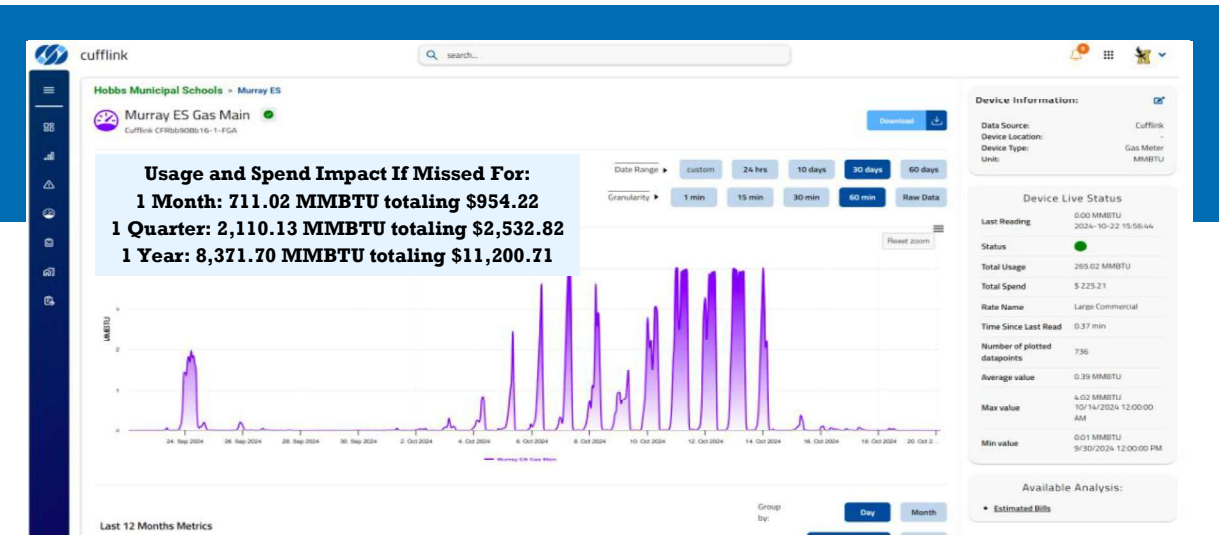 cufflink
search...
9
Hobbs Municipal Schools » Murray ES
Murray ES Gas Main
Cufflink CFRbb908b16-1-FGA
Download
Usage and Spend Impact If Missed For:
1 Month: 711.02 MMBTU totaling $954.22
1 Quarter: 2,110.13 MMBTU totaling $2,532.82
1 Year: 8,371.70 MMBTU totaling $11,200.71
Date Range
custom
24 hrs
10 days
30 days
60 days
Granularity
1 min
15 min
30 min
60 min
Raw Data
Reset zoom
MMBTU
4
2
1
0
24. Sep 2024
26. Sep 2024
28. Sep 2024
30. Sep 2024
2. Oct 2024
4. Oct 2024
6. Oct 2024
8. Oct 2024
10. Oct 2024
12. Oct 2024
14. Oct 2024
16. Oct 2024
18. Oct 2024
20. Oct 2...
Murray ES Gas Main
Last 12 Months Metrics
Group by:
Day
Month
Device Information:
Data Source: Cufflink
Device Location: -
Device Type: Gas Meter
Unit: MMBTU
Device Live Status
Last Reading 0.00 MMBTU
2024-10-22 15:56:44
Status
Total Usage 265.02 MMBTU
Total Spend $ 225.21
Rate Name Large Commercial
Time Since Last Read 0.37 min
Number of plotted datapoints 736
Average value 0.39 MMBTU
Max value 4.02 MMBTU
10/14/2024 12:00:00 AM
Min value 0.01 MMBTU
9/30/2024 12:00:00 PM
Available Analysis:
• Estimated Bills